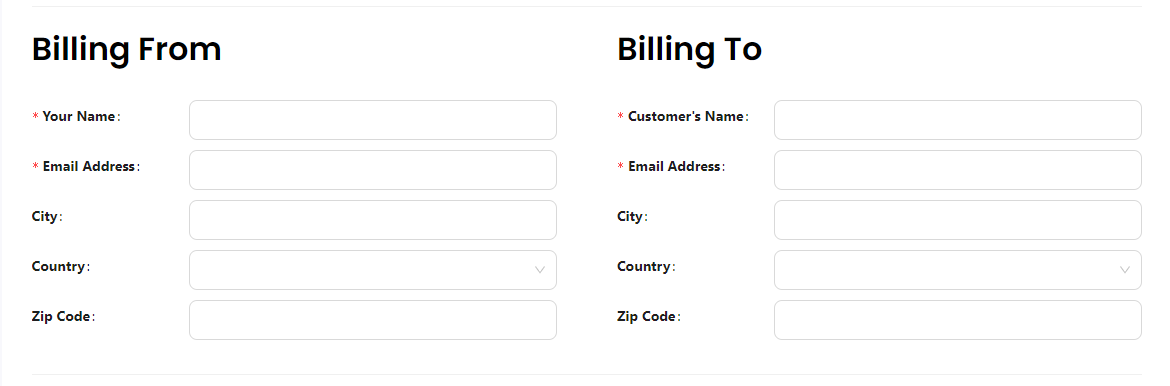 Billing From
* Your Name:
* Email Address:
City:
Country:
Zip Code:
Billing To
* Customer's Name:
* Email Address:
City:
Country:
Zip Code: